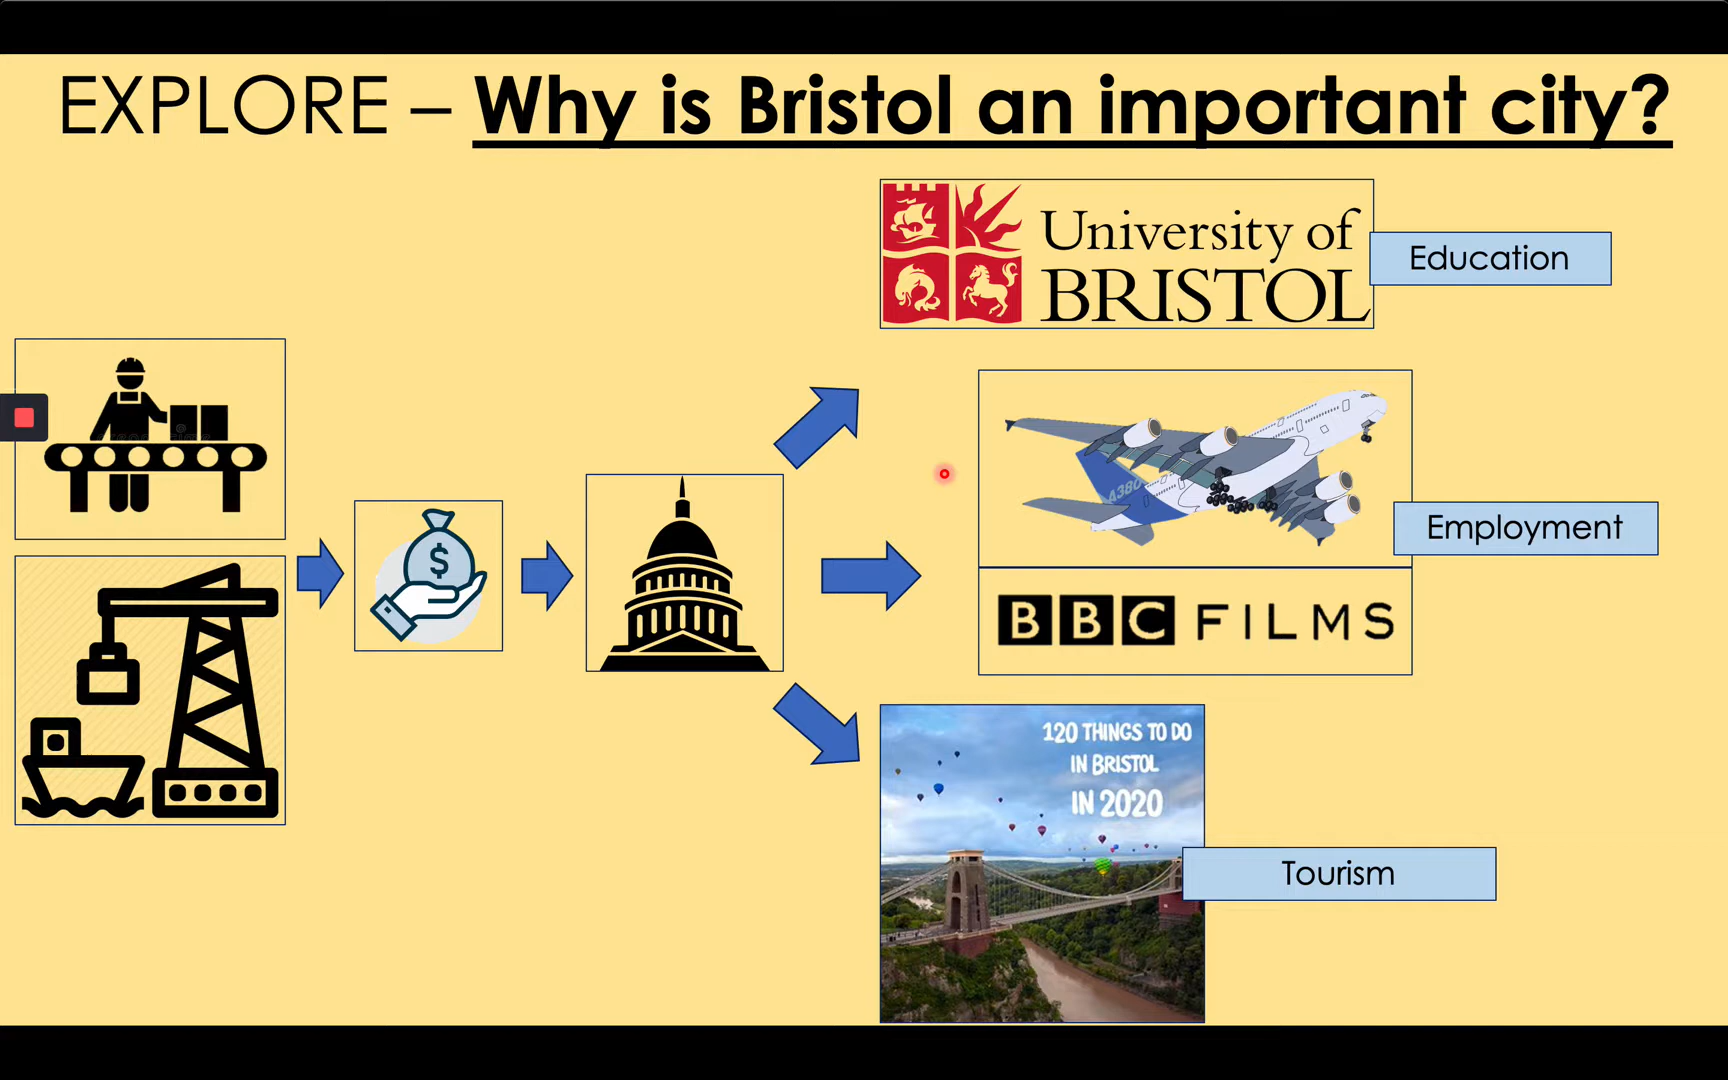 EXPLORE – Why is Bristol an important city?
University of
BRISTOL
Education
A380
Employment
BBC FILMS
$
120 THINGS TO DO
IN BRISTOL
IN 2020
Tourism